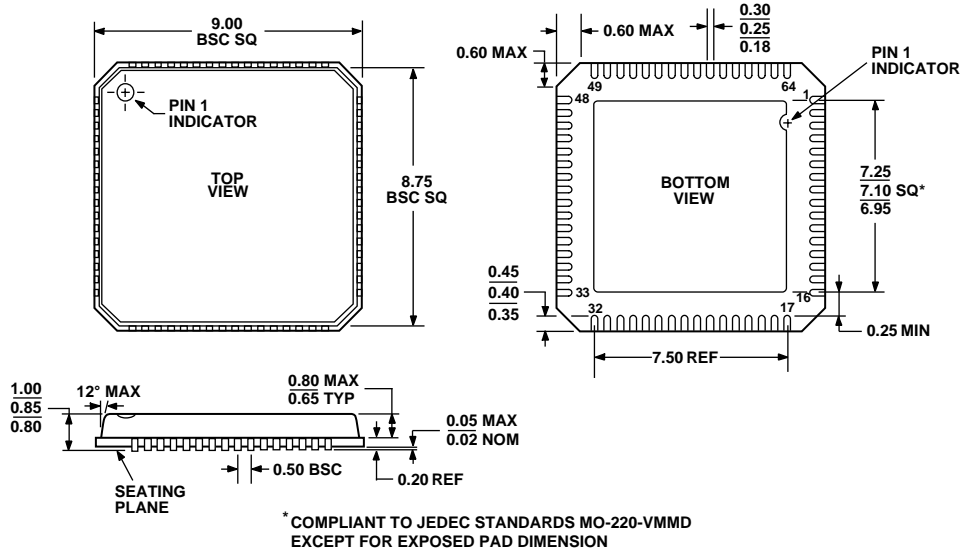 9.00
BSC SQ
PIN 1
INDICATOR
TOP
VIEW
8.75
BSC SQ
0.60 MAX
0.60 MAX
0.30
0.25
0.18
PIN 1
INDICATOR
49
64
48
1
BOTTOM
VIEW
7.25
7.10 SQ*
6.95
0.45
0.40
0.35
33
32
17
16
0.25 MIN
7.50 REF
1.00
0.85
0.80
12° MAX
0.80 MAX
0.65 TYP
0.05 MAX
0.02 NOM
0.50 BSC
0.20 REF
SEATING
PLANE
*COMPLIANT TO JEDEC STANDARDS MO-220-VMMD
EXCEPT FOR EXPOSED PAD DIMENSION